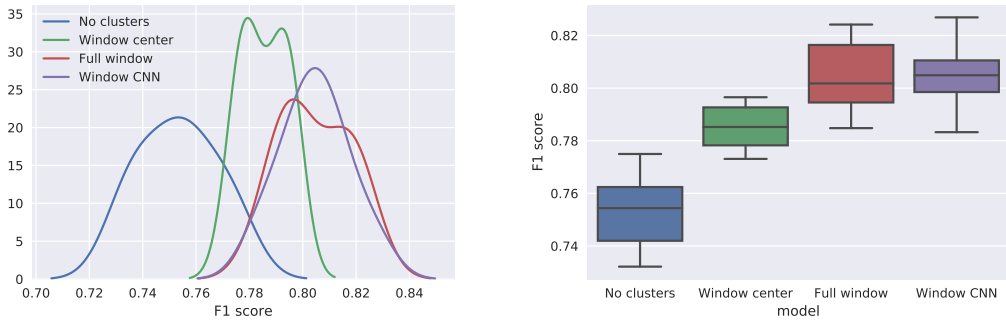 35
30
25
20
15
10
5
0
No clusters
Window center
Full window
Window CNN
0.70 0.72 0.74 0.76 0.78 0.80 0.82 0.84
F1 score
F1 score
0.82
0.80
0.78
0.76
0.74
No clusters Window center Full window Window CNN
model